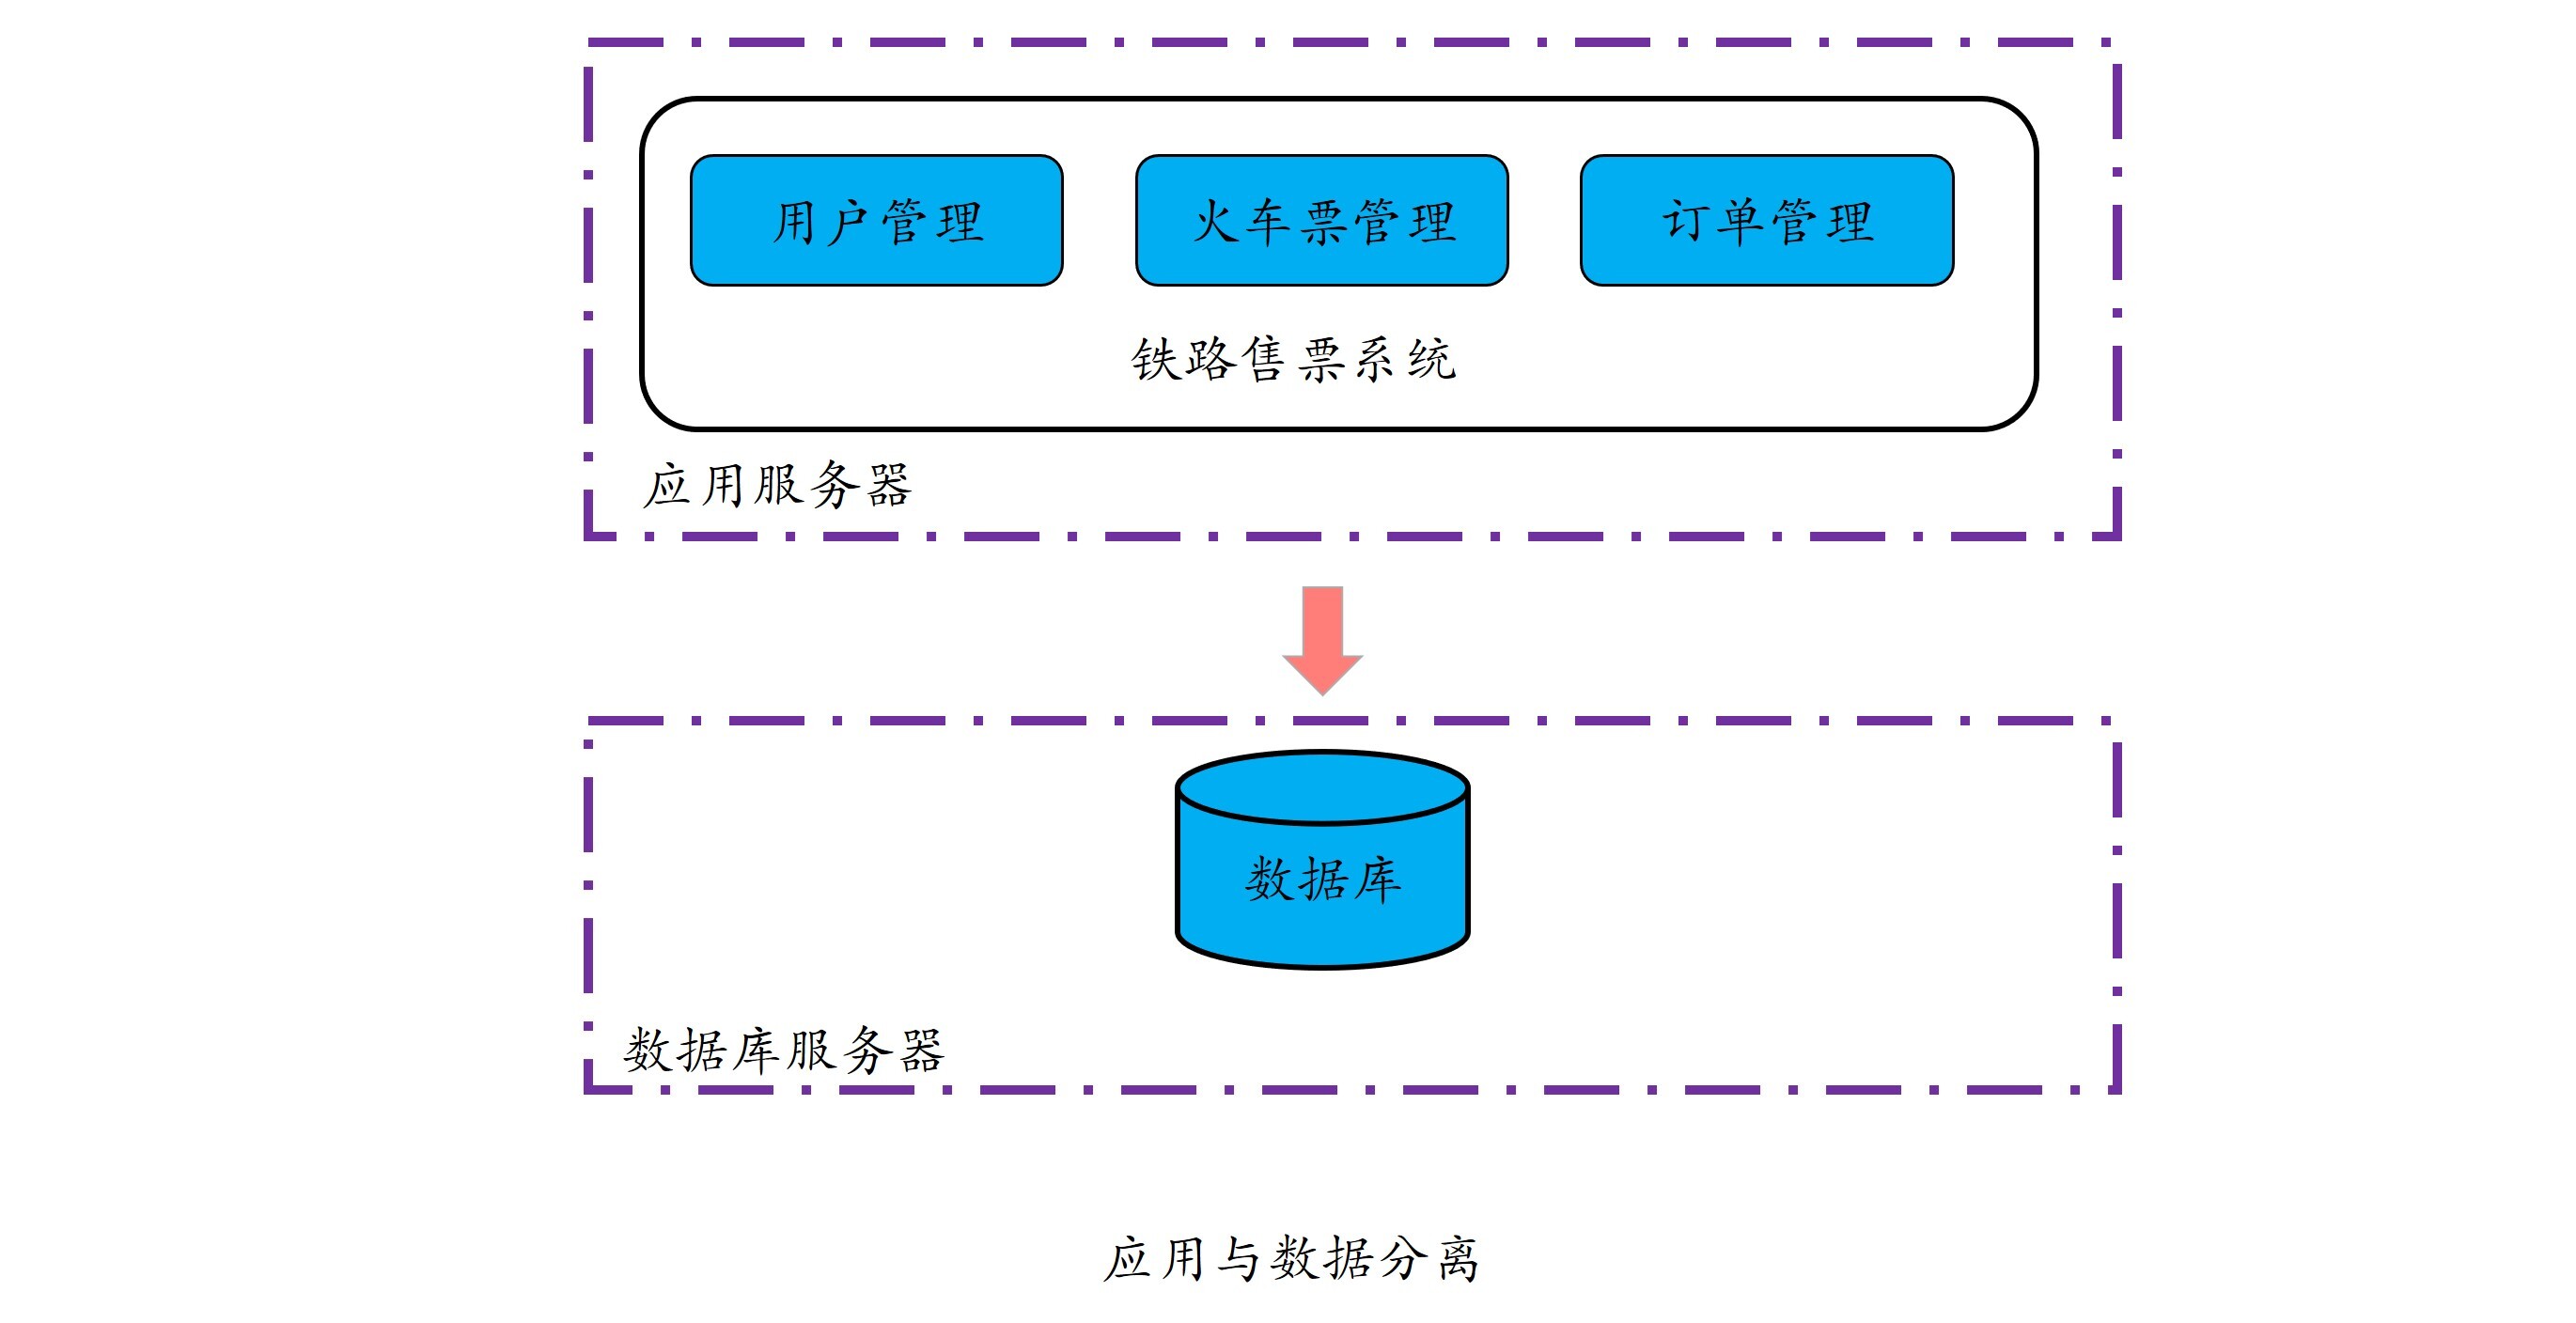 用户管理
火车票管理
订单管理
铁路售票系统
应用服务器
数据库
数据库服务器
应用与数据分离